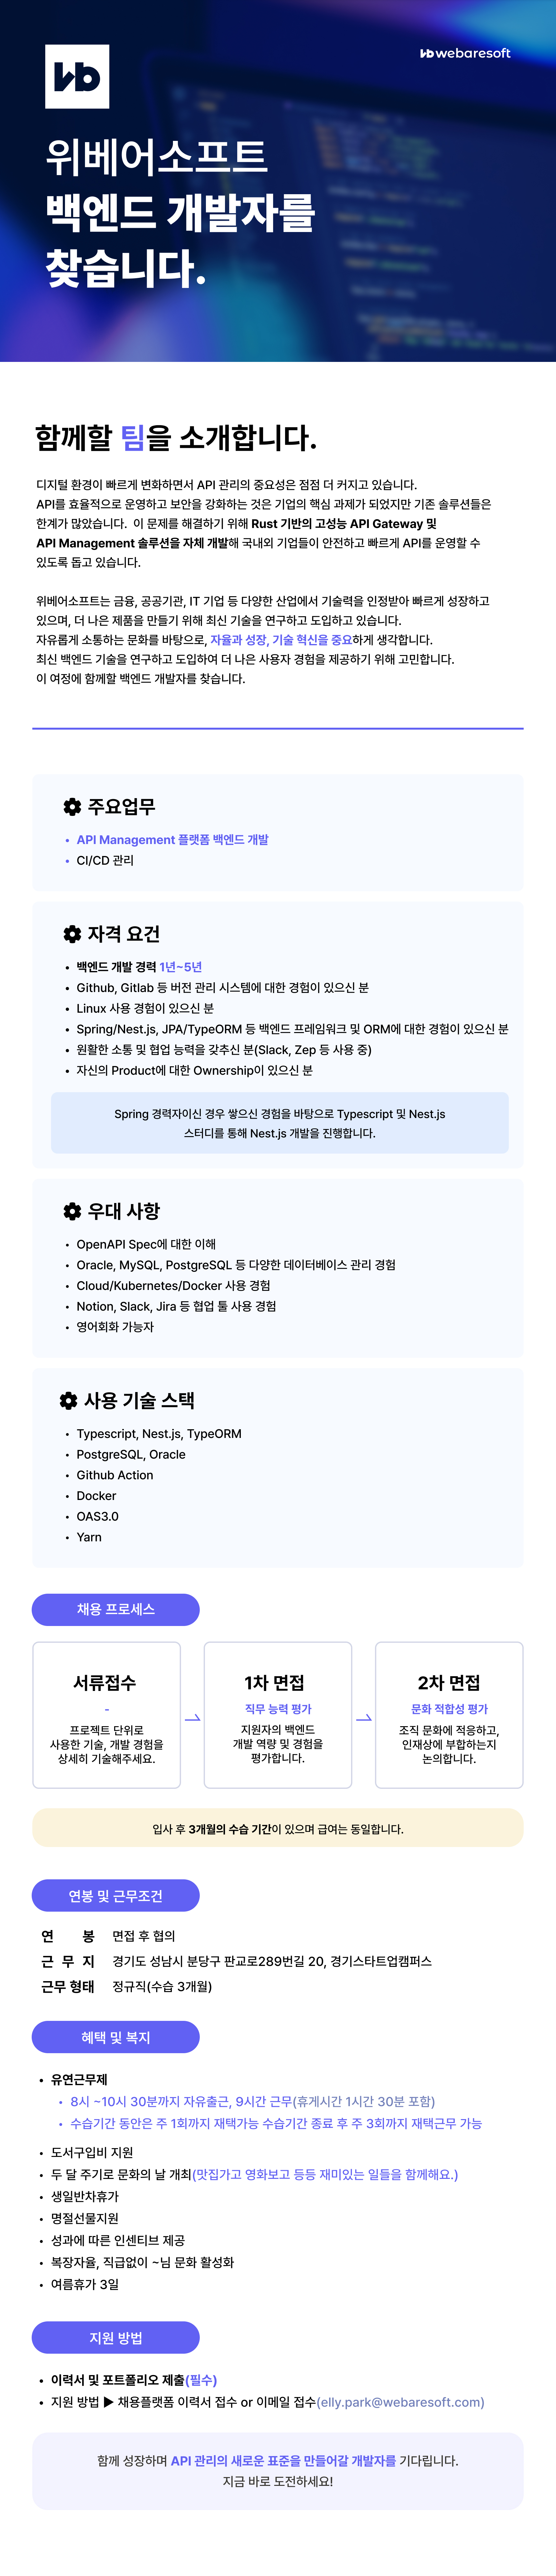 webaresoft
위베어소프트
백엔드 개발자를
찾습니다.
함께할 팀을 소개합니다.
디지털 환경이 빠르게 변화하면서 API 관리의 중요성은 점점 더 커지고 있습니다.
API를 효율적으로 운영하고 보안을 강화하는 것은 기업의 핵심 과제가 되었지만 기존 솔루션들은
한계가 많았습니다. 이 문제를 해결하기 위해 Rust 기반의 고성능 API Gateway 및
API Management 솔루션을 자체 개발해 국내외 기업들이 안전하고 빠르게 API를 운영할 수
있도록 돕고 있습니다.
위베어소프트는 금융, 공공기관, IT 기업 등 다양한 산업에서 기술력을 인정받아 빠르게 성장하고
있으며, 더 나은 제품을 만들기 위해 최신 기술을 연구하고 도입하고 있습니다.
자유롭게 소통하는 문화를 바탕으로, 자율과 성장, 기술 혁신을 중요하게 생각합니다.
최신 백엔드 기술을 연구하고 도입하여 더 나은 사용자 경험을 제공하기 위해 고민합니다.
이 여정에 함께할 백엔드 개발자를 찾습니다.
주요업무
• API Management 플랫폼 백엔드 개발
• CI/CD 관리
자격 요건
• 백엔드 개발 경력 1년~5년
• Github, Gitlab 등 버전 관리 시스템에 대한 경험이 있으신 분
• Linux 사용 경험이 있으신 분
• Spring/Nest.js, JPA/TypeORM 등 백엔드 프레임워크 및 ORM에 대한 경험이 있으신 분
• 원활한 소통 및 협업 능력을 갖추신 분(Slack, Zep 등 사용 중)
• 자신의 Product에 대한 Ownership이 있으신 분
Spring 경력자이신 경우 쌓으신 경험을 바탕으로 Typescript 및 Nest.js
스터디를 통해 Nest.js 개발을 진행합니다.
우대 사항
• OpenAPI Spec에 대한 이해
• Oracle, MySQL, PostgreSQL 등 다양한 데이터베이스 관리 경험
• Cloud/Kubernetes/Docker 사용 경험
• Notion, Slack, Jira 등 협업 툴 사용 경험
• 영어회화 가능자
사용 기술 스택
• Typescript, Nest.js, TypeORM
• PostgreSQL, Oracle
• Github Action
• Docker
• OAS3.0
• Yarn
채용 프로세스
서류접수
-
프로젝트 단위로
사용한 기술, 개발 경험을
상세히 기술해주세요.
1차 면접
직무 능력 평가
지원자의 백엔드
개발 역량 및 경험을
평가합니다.
2차 면접
문화 적합성 평가
조직 문화에 적응하고,
인재상에 부합하는지
논의합니다.
입사 후 3개월의 수습 기간이 있으며 급여는 동일합니다.
연봉 및 근무조건
연 봉 면접 후 협의
근 무 지 경기도 성남시 분당구 판교로289번길 20, 경기스타트업캠퍼스
근무 형태 정규직(수습 3개월)
혜택 및 복지
• 유연근무제
• 8시 ~10시 30분까지 자유출근, 9시간 근무(휴게시간 1시간 30분 포함)
• 수습기간 동안은 주 1회까지 재택가능 수습기간 종료 후 주 3회까지 재택근무 가능
• 도서구입비 지원
• 두 달 주기로 문화의 날 개최(맛집가고 영화보고 등등 재미있는 일들을 함께해요.)
• 생일반차휴가
• 명절선물지원
• 성과에 따른 인센티브 제공
• 복장자율, 직급없이 ~님 문화 활성화
• 여름휴가 3일
지원 방법
• 이력서 및 포트폴리오 제출(필수)
• 지원 방법 ▶ 채용플랫폼 이력서 접수 or 이메일 접수(elly.park@webaresoft.com)
함께 성장하며 API 관리의 새로운 표준을 만들어갈 개발자를 기다립니다.
지금 바로 도전하세요!